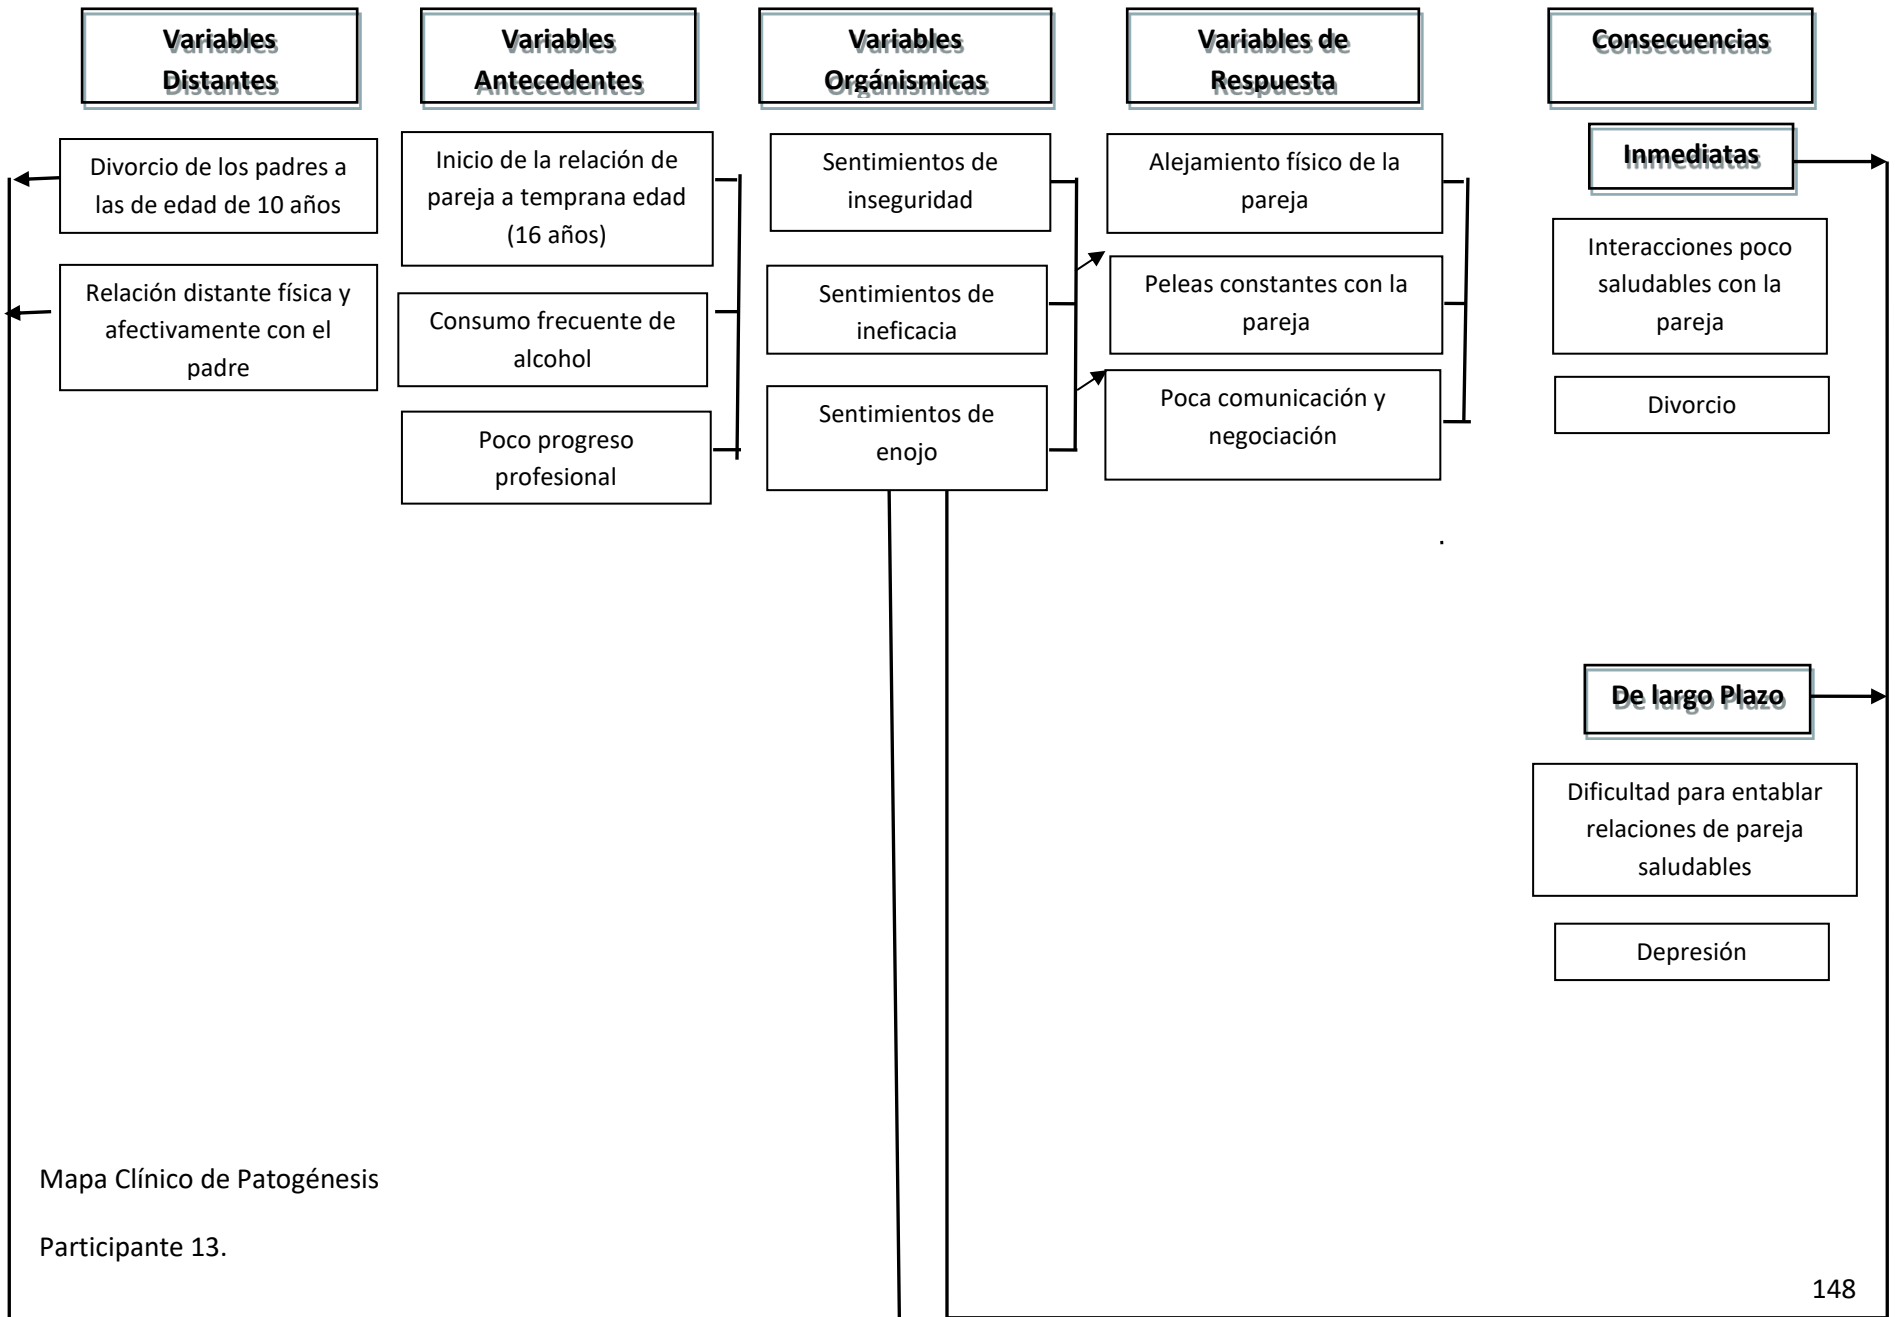 Variables
Distantes
Divorcio de los padres a
las de edad de 10 años
Relación distante física y
afectivamente con el
padre
Variables
Antecedentes
Inicio de la relación de
pareja a temprana edad
(16 años)
Consumo frecuente de
alcohol
Poco progreso
profesional
Variables
Orgánismicas
Sentimientos de
inseguridad
Sentimientos de
ineficacia
Sentimientos de
enojo
Variables de
Respuesta
Alejamiento físico de la
pareja
Peleas constantes con la
pareja
Poca comunicación y
negociación
.
Consecuencias
Inmediatas
Interacciones poco
saludables con la
pareja
Divorcio
De largo Plazo
Dificultad para entablar
relaciones de pareja
saludables
Depresión
Mapa Clínico de Patogénesis
Participante 13.
148